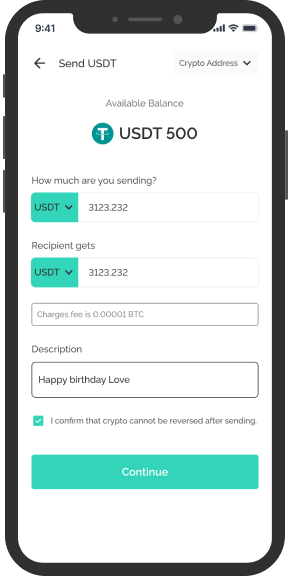 9:41
Send USDT
Crypto Address
Available Balance
USDT 500
How much are you sending?
USDT 3123.232
Recipient gets
USDT 3123.232
Charges fee is 0.00001 BTC
Description
Happy birthday Love
I confirm that crypto cannot be reversed after sending.
Continue